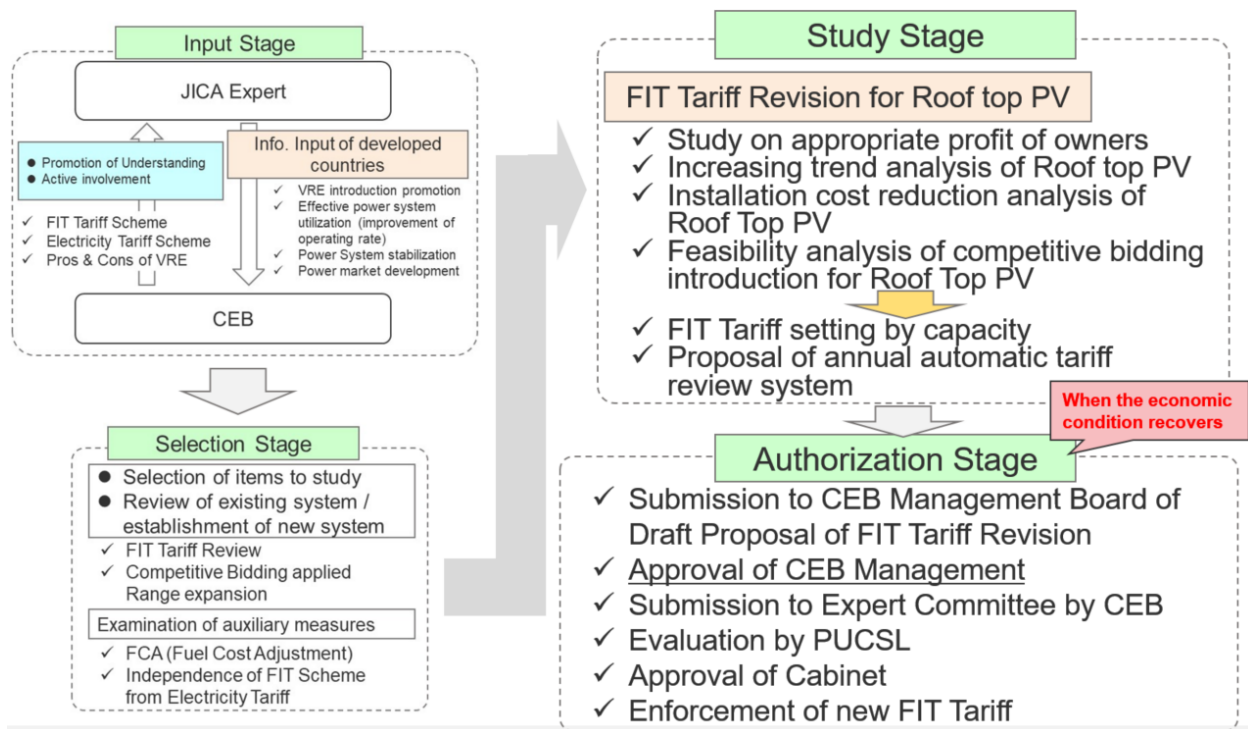 Input Stage
JICA Expert
● Promotion of Understanding
● Active involvement
✓ FIT Tariff Scheme
✓ Electricity Tariff Scheme
✓ Pros & Cons of VRE
Info. Input of developed
countries
✓ VRE introduction promotion
✓ Effective power system
utilization (improvement of
operating rate)
✓ Power System stabilization
✓ Power market development
CEB
Selection Stage
● Selection of items to study
● Review of existing system /
establishment of new system
✓ FIT Tariff Review
✓ Competitive Bidding applied
Range expansion
Examination of auxiliary measures
✓ FCA (Fuel Cost Adjustment)
✓ Independence of FIT Scheme
from Electricity Tariff
Study Stage
FIT Tariff Revision for Roof top PV
✓ Study on appropriate profit of owners
✓ Increasing trend analysis of Roof top PV
✓ Installation cost reduction analysis of
Roof Top PV
✓ Feasibility analysis of competitive bidding
introduction for Roof Top PV
✓ FIT Tariff setting by capacity
✓ Proposal of annual automatic tariff
review system
When the economic
condition recovers
Authorization Stage
✓ Submission to CEB Management Board of
Draft Proposal of FIT Tariff Revision
✓ Approval of CEB Management
✓ Submission to Expert Committee by CEB
✓ Evaluation by PUCSL
✓ Approval of Cabinet
✓ Enforcement of new FIT Tariff